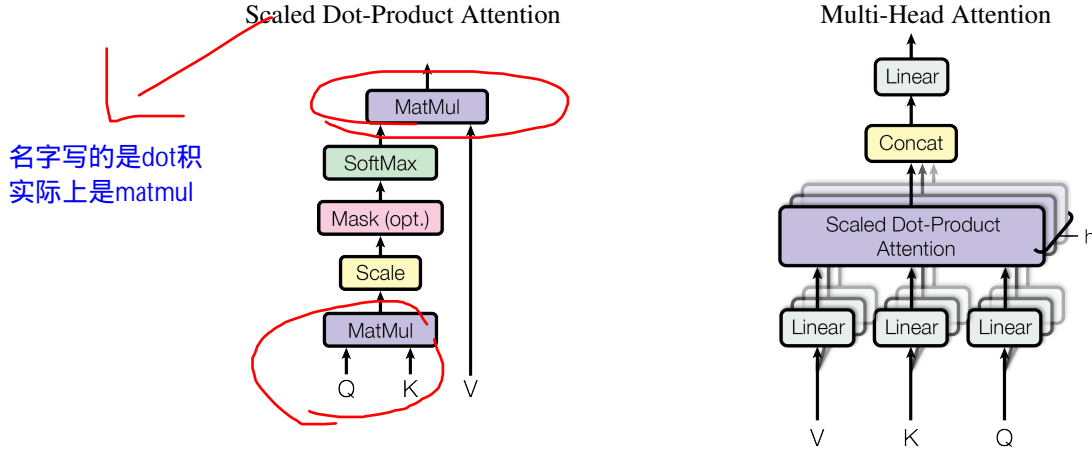 Scaled Dot-Product Attention
MatMul
SoftMax
Mask (opt.)
Scale
MatMul
Q K V
名字写的是dot积
实际上是matmul
Multi-Head Attention
Linear
Concat
Scaled Dot-Product
Attention
h
Linear Linear Linear
V K Q